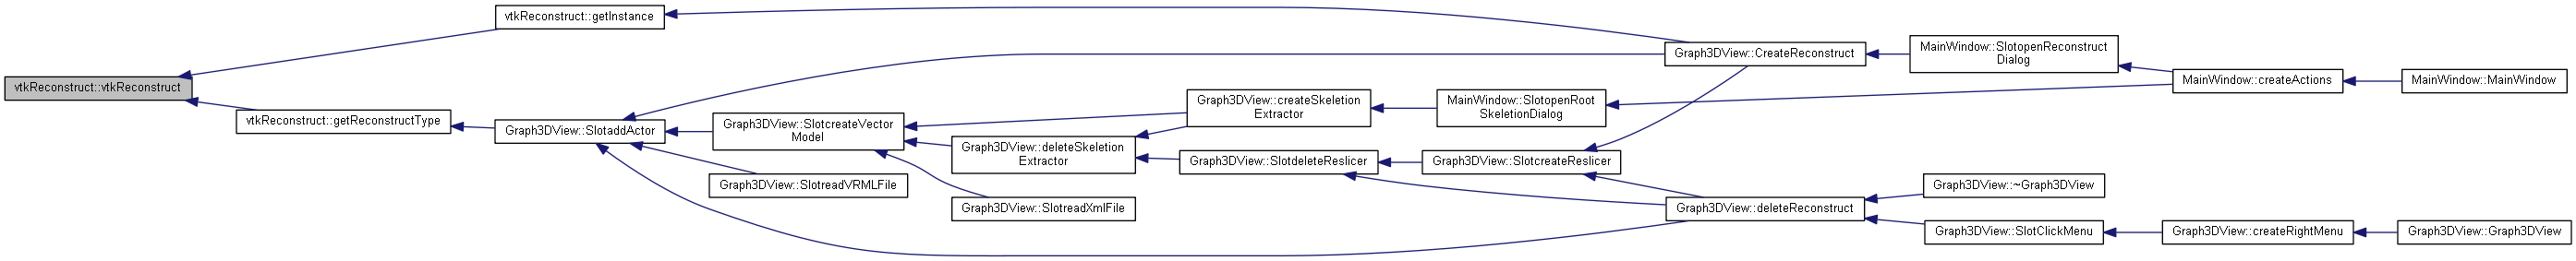 vtkReconstruct::vtkReconstruct
vtkReconstruct::getInstance
vtkReconstruct::getReconstructType
Graph3DView::SlotaddActor
Graph3DView::SlotcreateVector
Model
Graph3DView::SlotreadVRMLFile
Graph3DView::deleteSkeletion
Extractor
Graph3DView::SlotreadXmlFile
Graph3DView::createSkeletion
Extractor
Graph3DView::SlotdeleteReslicer
MainWindow::SlotopenRoot
SkeletionDialog
Graph3DView::SlotcreateReslicer
Graph3DView::CreateReconstruct
Graph3DView::deleteReconstruct
MainWindow::SlotopenReconstruct
Dialog
Graph3DView::~Graph3DView
Graph3DView::SlotClickMenu
MainWindow::createActions
Graph3DView::createRightMenu
MainWindow::MainWindow
Graph3DView::Graph3DView